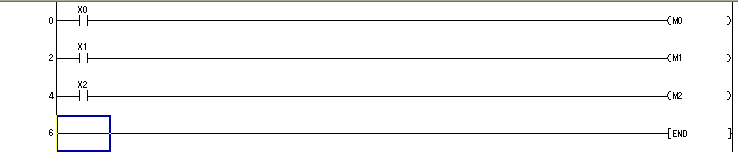 X0
0 (M0 )
X1
2 (M1 )
X2
4 (M2 )
6 [END ]